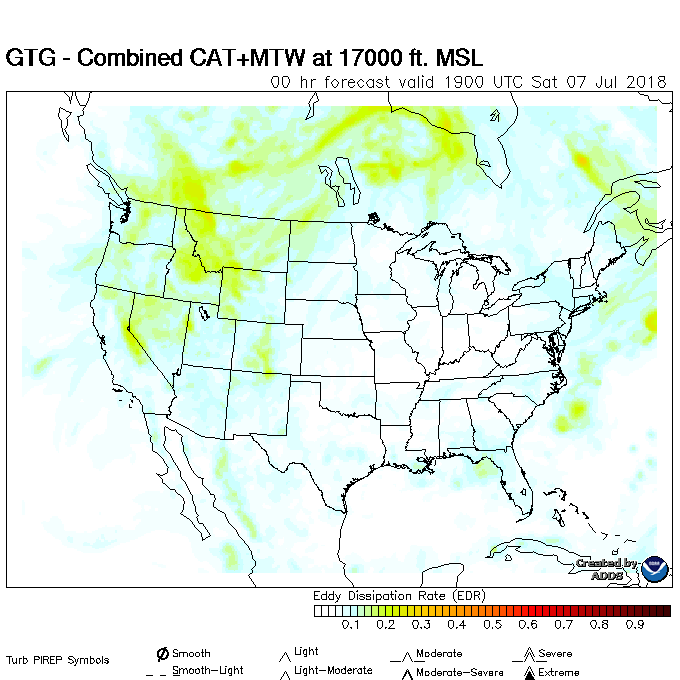 GTG - Combined CAT+MTW at 17000 ft. MSL
00 hr forecast valid 1900 UTC Sat 07 Jul 2018
Created by
ADDS
Eddy Dissipation Rate (EDR)
0.1 0.2 0.3 0.4 0.5 0.6 0.7 0.8 0.9
Turb PIREP Symbols
Smooth Light Moderate Severe
Smooth-Light Light-Moderate Moderate-Severe Extreme